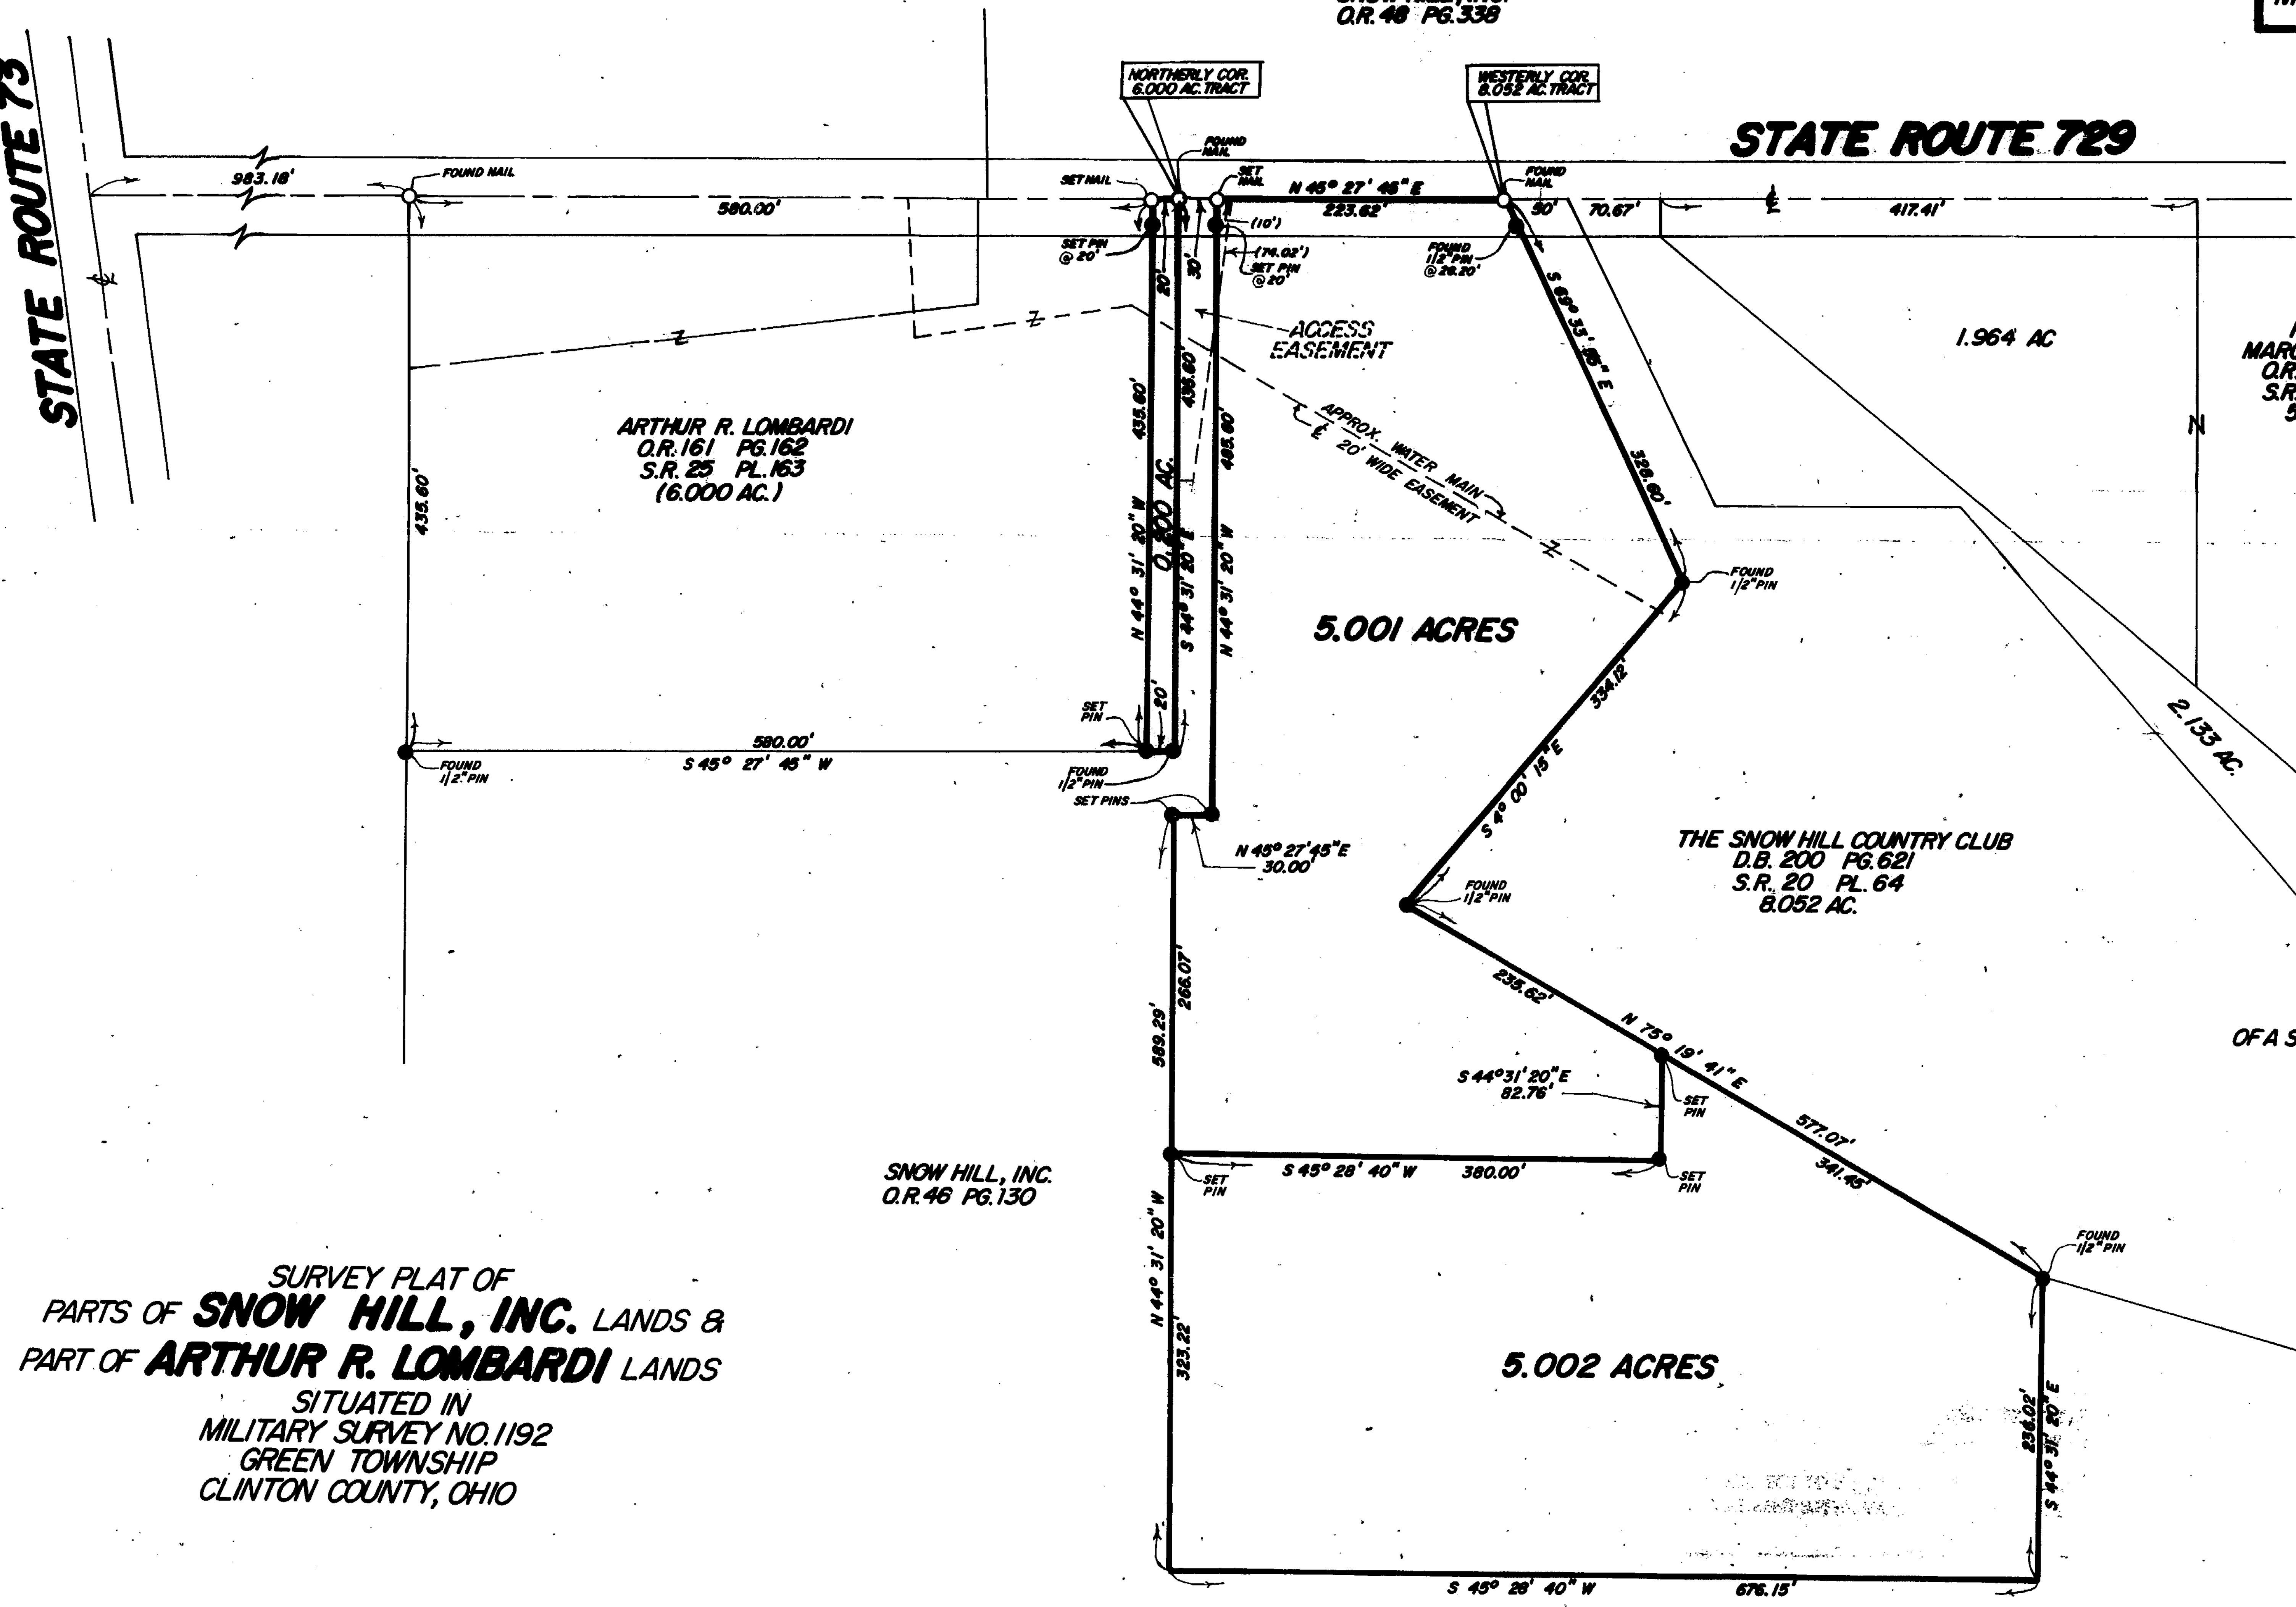 O.R. 48 PG. 338
STATE ROUTE 73
NORTHERLY COR.
6.000 AC. TRACT
WESTERLY COR.
8.052 AC. TRACT
STATE ROUTE 729
983.18'
FOUND NAIL
580.00'
SET NAIL
FOUND
NAIL
SET
NAIL
N 45° 27' 45" E
223.62'
FOUND
NAIL
50'
70.67'
417.41'
SET PIN
@ 20'
20'
30'
(10')
(74.02')
SET PIN
@ 20'
FOUND
1/2" PIN
@ 26.20'
ACCESS
EASEMENT
S 69° 33' 55" E
328.60'
1.964 AC
ARTHUR R. LOMBARDI
O.R. 161 PG. 162
S.R. 25 PL. 163
(6.000 AC.)
435.60'
435.60'
N 44° 31' 20" W
0.200 AC.
435.60'
S 44° 31' 20" E
485.60'
N 44° 31' 20" W
APPROX. WATER MAIN
20' WIDE EASEMENT
FOUND
1/2" PIN
5.001 ACRES
334.12'
S 4° 00' 15" E
2.133 AC.
580.00'
S 45° 27' 45" W
FOUND
1/2" PIN
SET
PIN
20'
FOUND
1/2" PIN
SET PINS
N 45° 27' 45" E
30.00'
THE SNOW HILL COUNTRY CLUB
D.B. 200 PG. 621
S.R. 20 PL. 64
8.052 AC.
FOUND
1/2" PIN
266.07'
589.29'
235.62'
N 75° 19' 41" E
577.07'
341.45'
S 44° 31' 20" E
82.76'
SET
PIN
OF A S
SNOW HILL, INC.
O.R. 46 PG. 130
S 45° 28' 40" W 380.00'
SET
PIN
SET
PIN
N 44° 31' 20" W
323.22'
FOUND
1/2" PIN
5.002 ACRES
236.02'
S 44° 31' 20" E
S 45° 28' 40" W 676.15'
SURVEY PLAT OF
PARTS OF SNOW HILL, INC. LANDS &
PART OF ARTHUR R. LOMBARDI LANDS
SITUATED IN
MILITARY SURVEY NO. 1192
GREEN TOWNSHIP
CLINTON COUNTY, OHIO